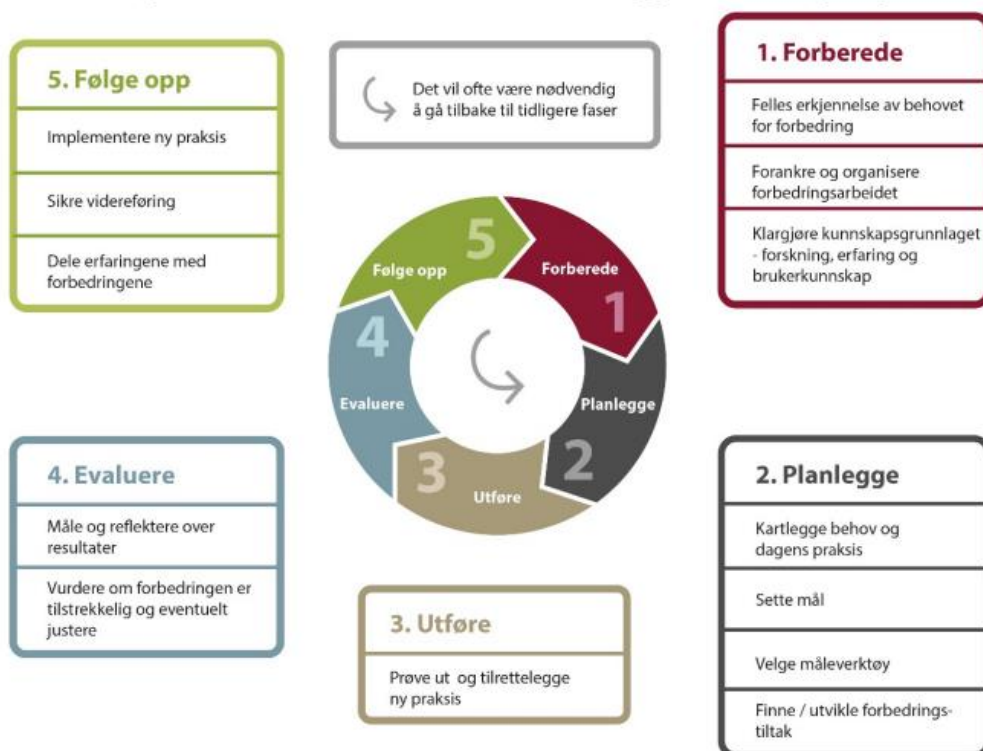 5. Følge opp
Implementere ny praksis
Sikre videreføring
Dele erfaringene med
forbedringene
Det vil ofte være nødvendig
å gå tilbake til tidligere faser
1. Forberede
Felles erkjennelse av behovet
for forbedring
Forankre og organisere
forbedringsarbeidet
Klargjøre kunnskapsgrunnlaget
- forskning, erfaring og
brukerkunnskap
5
Følge opp
Forberede
1
4
Evaluere
Planlegge
2
3
Utføre
4. Evaluere
Måle og reflektere over
resultater
Vurdere om forbedringen er
tilstrekkelig og eventuelt
justere
3. Utføre
Prøve ut og tilrettelegge
ny praksis
2. Planlegge
Kartlegge behov og
dagens praksis
Sette mål
Velge måleverktøy
Finne / utvikle forbedrings-
tiltak